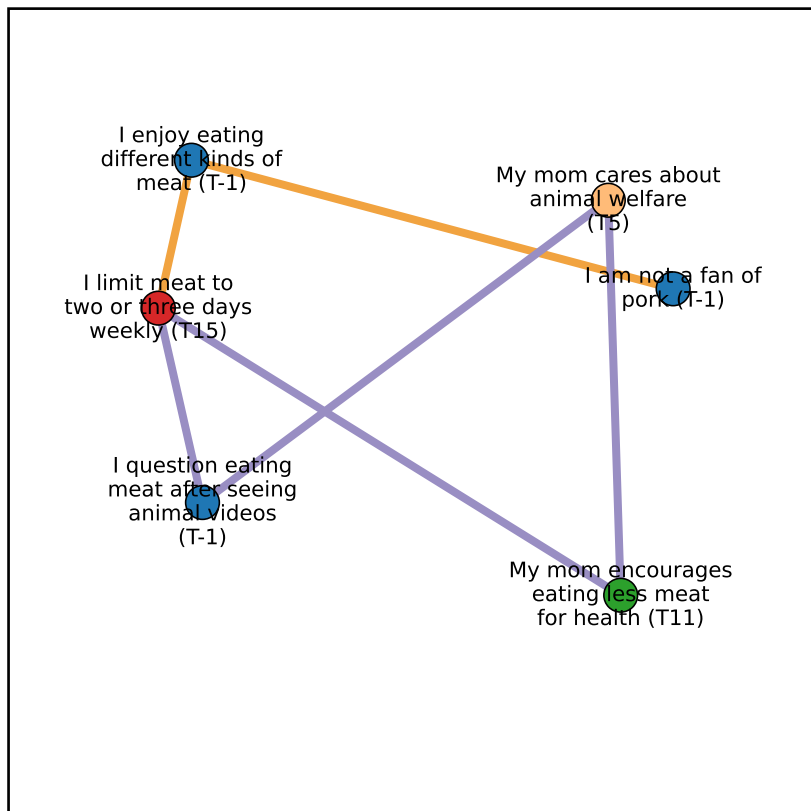 I enjoy eating
different kinds of
meat (T-1)
My mom cares about
animal welfare
(T5)
I am not a fan of
pork (T-1)
I limit meat to
two or three days
weekly (T15)
I question eating
meat after seeing
animal videos
(T-1)
My mom encourages
eating less meat
for health (T11)